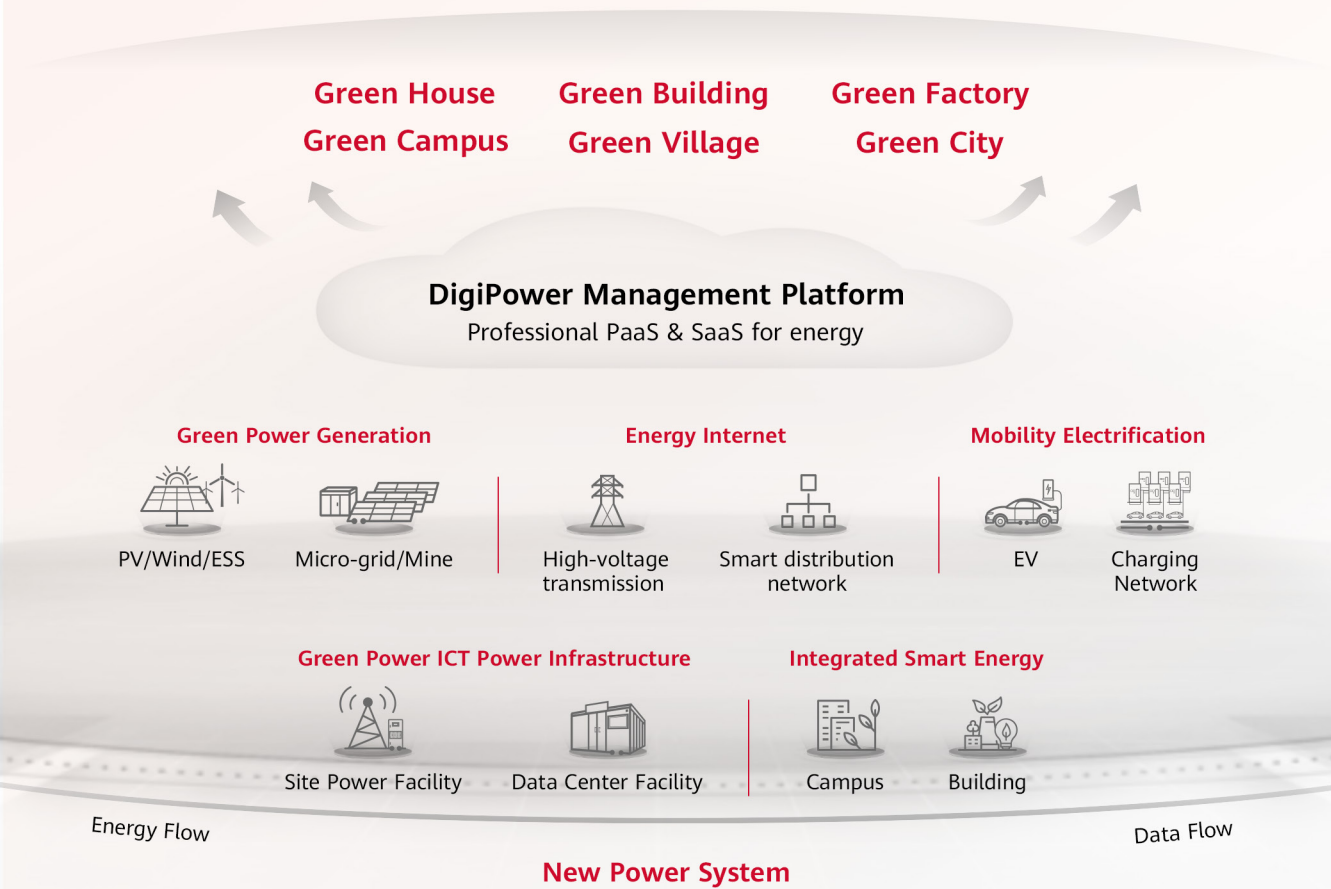 Green House
Green Building
Green Factory
Green Campus
Green Village
Green City
DigiPower Management Platform
Professional PaaS & SaaS for energy
Green Power Generation
Energy Internet
Mobility Electrification
PV/Wind/ESS
Micro-grid/Mine
High-voltage
transmission
Smart distribution
network
EV
Charging
Network
Green Power ICT Power Infrastructure
Integrated Smart Energy
Site Power Facility
Data Center Facility
Campus
Building
Energy Flow
Data Flow
New Power System